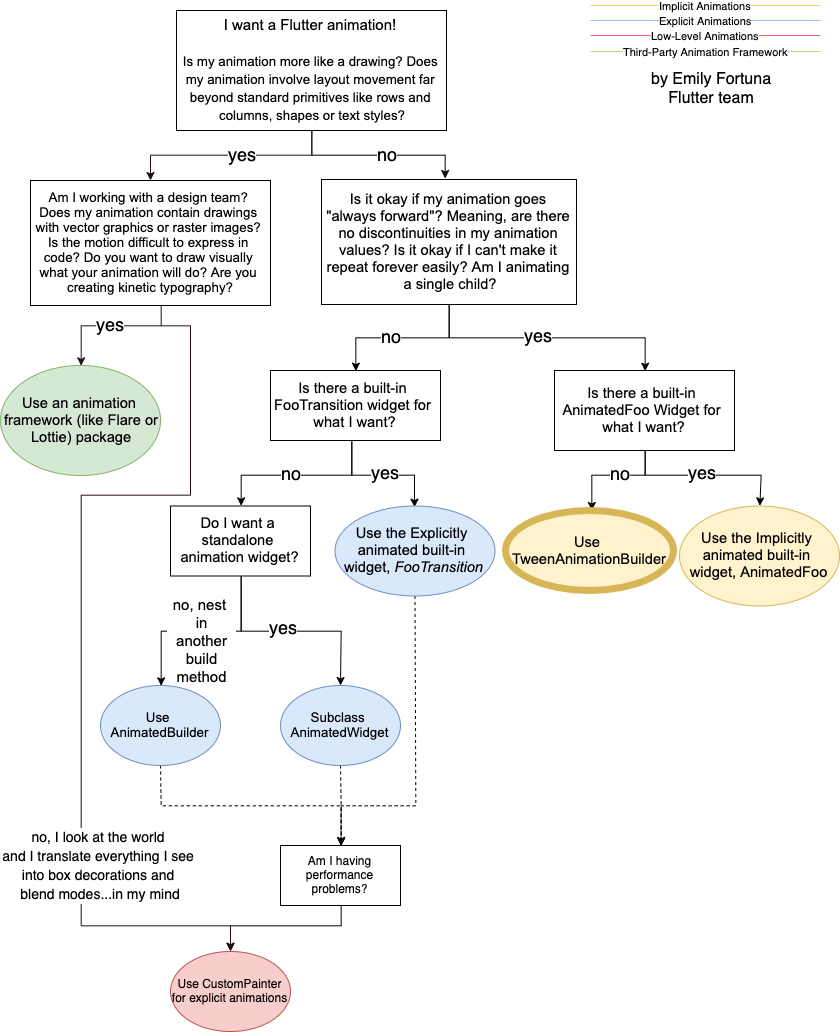 Implicit Animations
Explicit Animations
Low-Level Animations
Third-Party Animation Framework
by Emily Fortuna
Flutter team
I want a Flutter animation!
Is my animation more like a drawing? Does
my animation involve layout movement far
beyond standard primitives like rows and
columns, shapes or text styles?
yes
no
Am I working with a design team?
Does my animation contain drawings
with vector graphics or raster images?
Is the motion difficult to express in
code? Do you want to draw visually
what your animation will do? Are you
creating kinetic typography?
Is it okay if my animation goes
"always forward"? Meaning, are there
no discontinuities in my animation
values? Is it okay if I can't make it
repeat forever easily? Am I animating
a single child?
yes
no
yes
Use an animation
framework (like Flare or
Lottie) package
Is there a built-in
FooTransition widget for
what I want?
Is there a built-in
AnimatedFoo Widget for
what I want?
no
yes
no
yes
Do I want a
standalone
animation widget?
Use the Explicitly
animated built-in
widget, FooTransition
Use
TweenAnimationBuilder
Use the Implicitly
animated built-in
widget, AnimatedFoo
no, nest
in
another
build
method
yes
Use
AnimatedBuilder
Subclass
AnimatedWidget
no, I look at the world
and I translate everything I see
into box decorations and
blend modes...in my mind
Am I having
performance
problems?
Use CustomPainter
for explicit animations